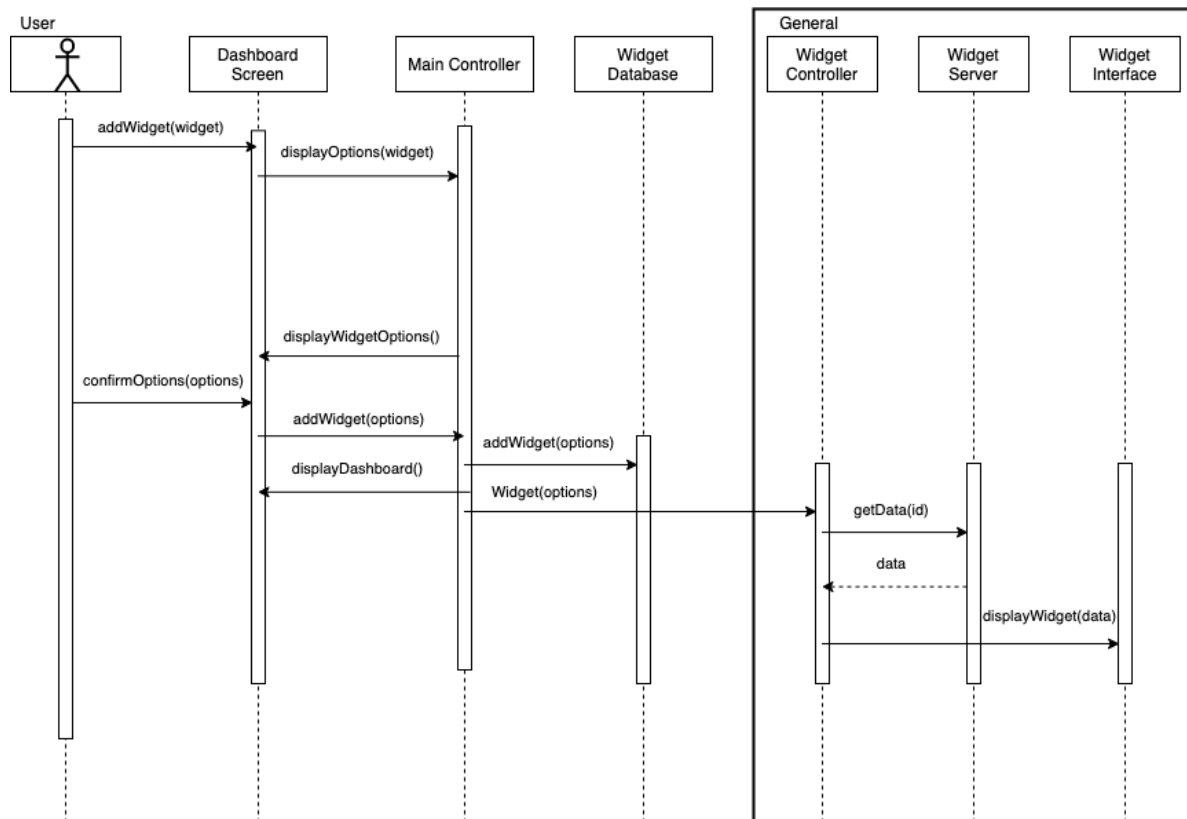 User
General
Dashboard
Screen
Main Controller
Widget
Database
Widget
Controller
Widget
Server
Widget
Interface
addWidget(widget)
displayOptions(widget)
displayWidgetOptions()
confirmOptions(options)
addWidget(options)
addWidget(options)
displayDashboard()
Widget(options)
getData(id)
data
displayWidget(data)